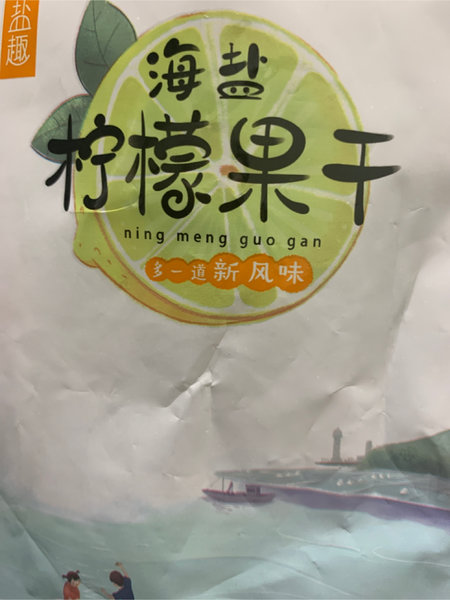 盐趣
海盐
柠檬果干
ning meng guo gan
多一道新风味